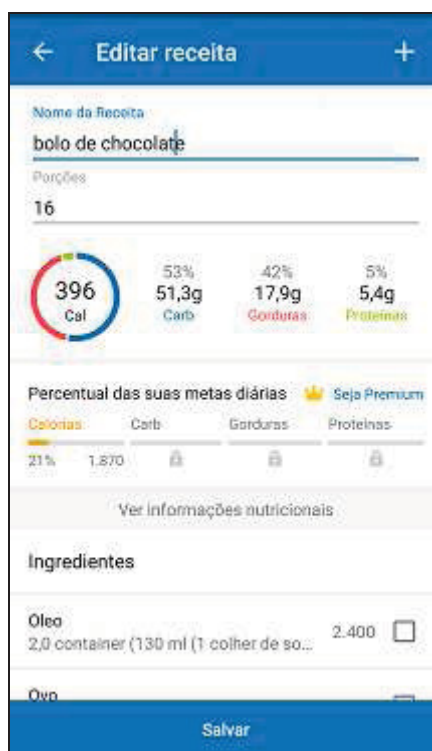 Editar receita
Nome da Receita
bolo de chocolate
Porções
16
396
Cal
53%
51,3g
Carb
42%
17,9g
Gorduras
5%
5,4g
Proteínas
Percentual das suas metas diárias Seja Premium
Calorias Carb Gorduras Proteínas
21% 1.870
Ver informações nutricionais
Ingredientes
Óleo
2,0 container (130 ml (1 colher de so... 2.400
Ovo
Salvar